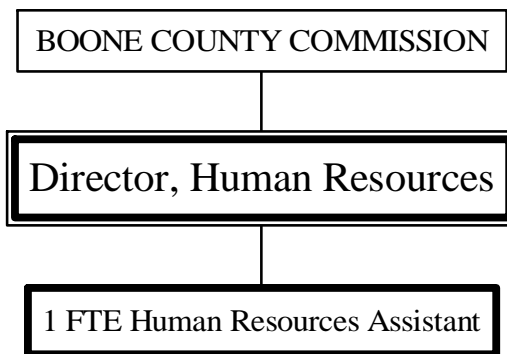 BOONE COUNTY COMMISSION
Director, Human Resources
1 FTE Human Resources Assistant